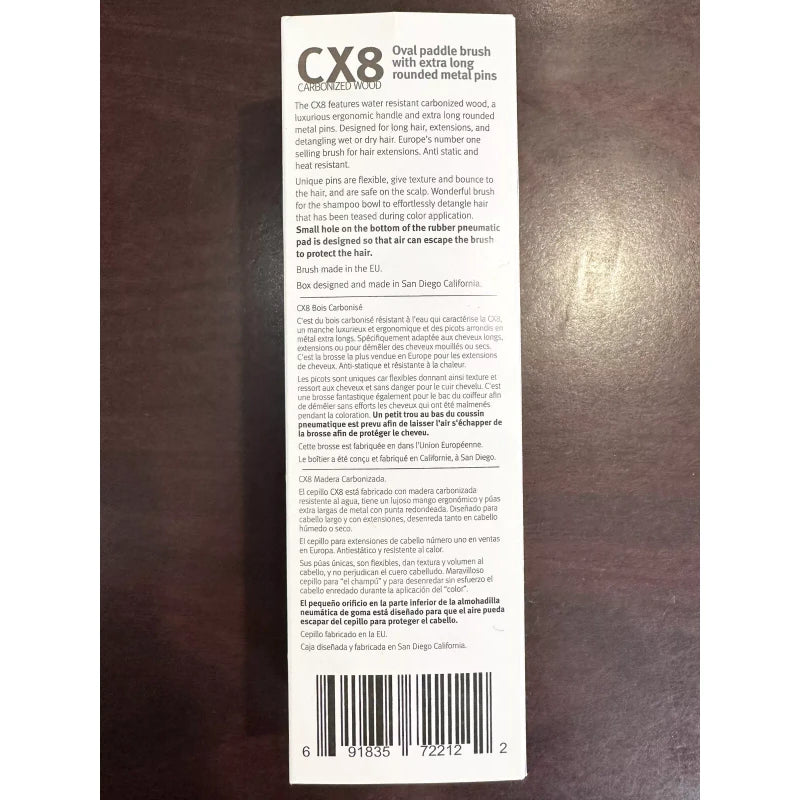 CX8
CARBONIZED WOOD
Oval paddle brush
with extra long
rounded metal pins
The CX8 features water resistant carbonized wood, a
luxurious ergonomic handle and extra long rounded
metal pins. Designed for long hair, extensions, and
detangling wet or dry hair. Europe's number one
selling brush for hair extensions. Anti static and
heat resistant.
Unique pins are flexible, give texture and bounce to
the hair, and are safe on the scalp. Wonderful brush
for the shampoo bowl to effortlessly detangle hair
that has been teased during color application.
Small hole on the bottom of the rubber pneumatic
pad is designed so that air can escape the brush
to protect the hair.
Brush made in the EU.
Box designed and made in San Diego California.
CX8 Bois Carbonisé
C'est du bois carbonisé résistant à l'eau qui caractérise la CX8,
un manche luxurieux et ergonomique et des picots arrondis en
métal extra longs. Spécifiquement adaptée aux cheveux longs,
extensions ou pour démêler des cheveux mouillés ou secs.
C'est la brosse la plus vendue en Europe pour les extensions
de cheveux. Anti-statique et résistante à la chaleur.
Les picots sont uniques car flexibles donnant ainsi texture et
ressort aux cheveux et sans danger pour le cuir chevelu. C'est
une brosse fantastique également pour le bac du coiffeur afin
de démêler sans efforts les cheveux qui ont été malmenés
pendant la coloration. Un petit trou au bas du coussin
pneumatique est prevu afin de laisser l'air s'échapper de
la brosse afin de protéger le cheveu.
Cette brosse est fabriquée en dans l'Union Européenne.
Le boîtier a été conçu et fabriqué en Californie, à San Diego.
CX8 Madera Carbonizada.
El cepillo CX8 está fabricado con madera carbonizada
resistente al agua, tiene un lujoso mango ergonómico y púas
extra largas de metal con punta redondeada. Diseñado para
cabello largo y con extensiones, desenreda tanto en cabello
húmedo o seco.
El cepillo para extensiones de cabello número uno en ventas
en Europa. Antiestático y resistente al calor.
Sus púas únicas, son flexibles, dan textura y volumen al
cabello, y no perjudican el cuero cabelludo. Maravilloso
cepillo para "el champú" y para desenredar sin esfuerzo el
cabello enredado durante la aplicación del "color".
El pequeño orificio en la parte inferior de la almohadilla
neumática de goma está diseñado para que el aire pueda
escapar del cepillo para proteger el cabello.
Cepillo fabricado en la EU.
Caja diseñada y fabricada en San Diego California.
6 91835 72212 2